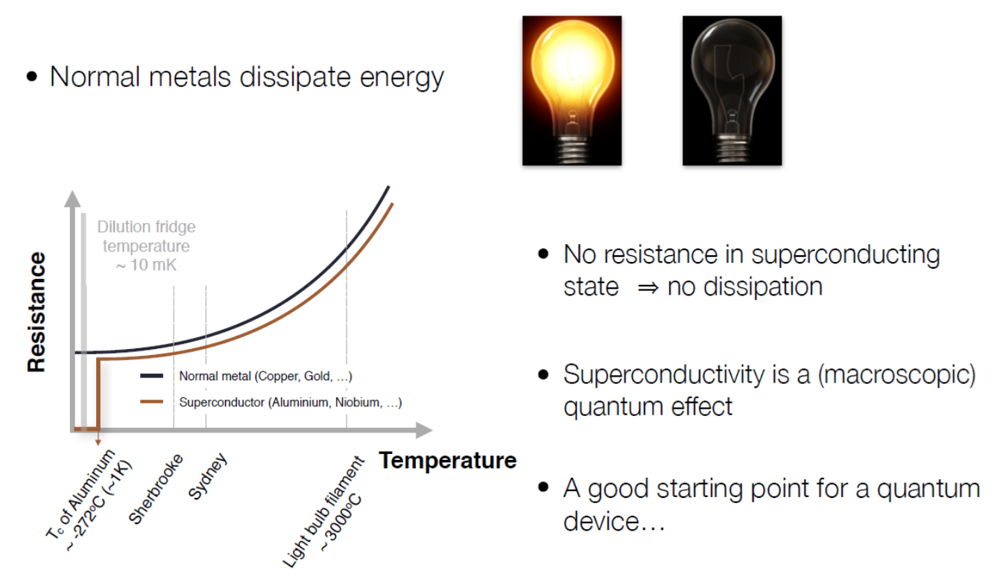 • Normal metals dissipate energy
Dilution fridge
temperature
~ 10 mK
Resistance
Normal metal (Copper, Gold, …)
Superconductor (Aluminium, Niobium, …)
Temperature
Tc of Aluminum
~ -272ºC (~1K)
Sherbrooke
Sydney
Light bulb filament
~ 3000ºC
• No resistance in superconducting
state ⇒ no dissipation
• Superconductivity is a (macroscopic)
quantum effect
• A good starting point for a quantum
device…